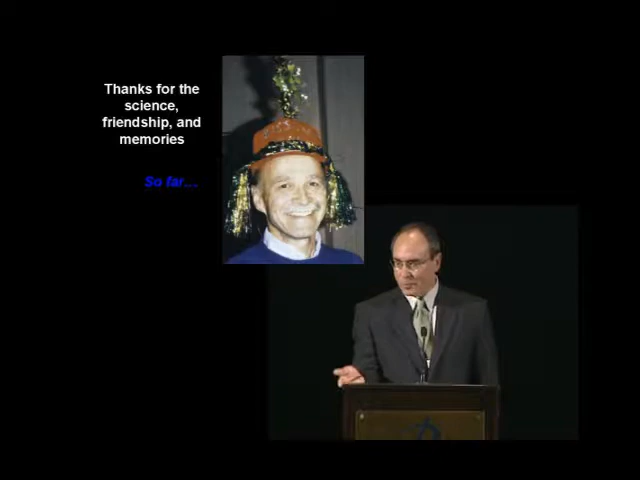 Thanks for the
science,
friendship, and
memories
So far...